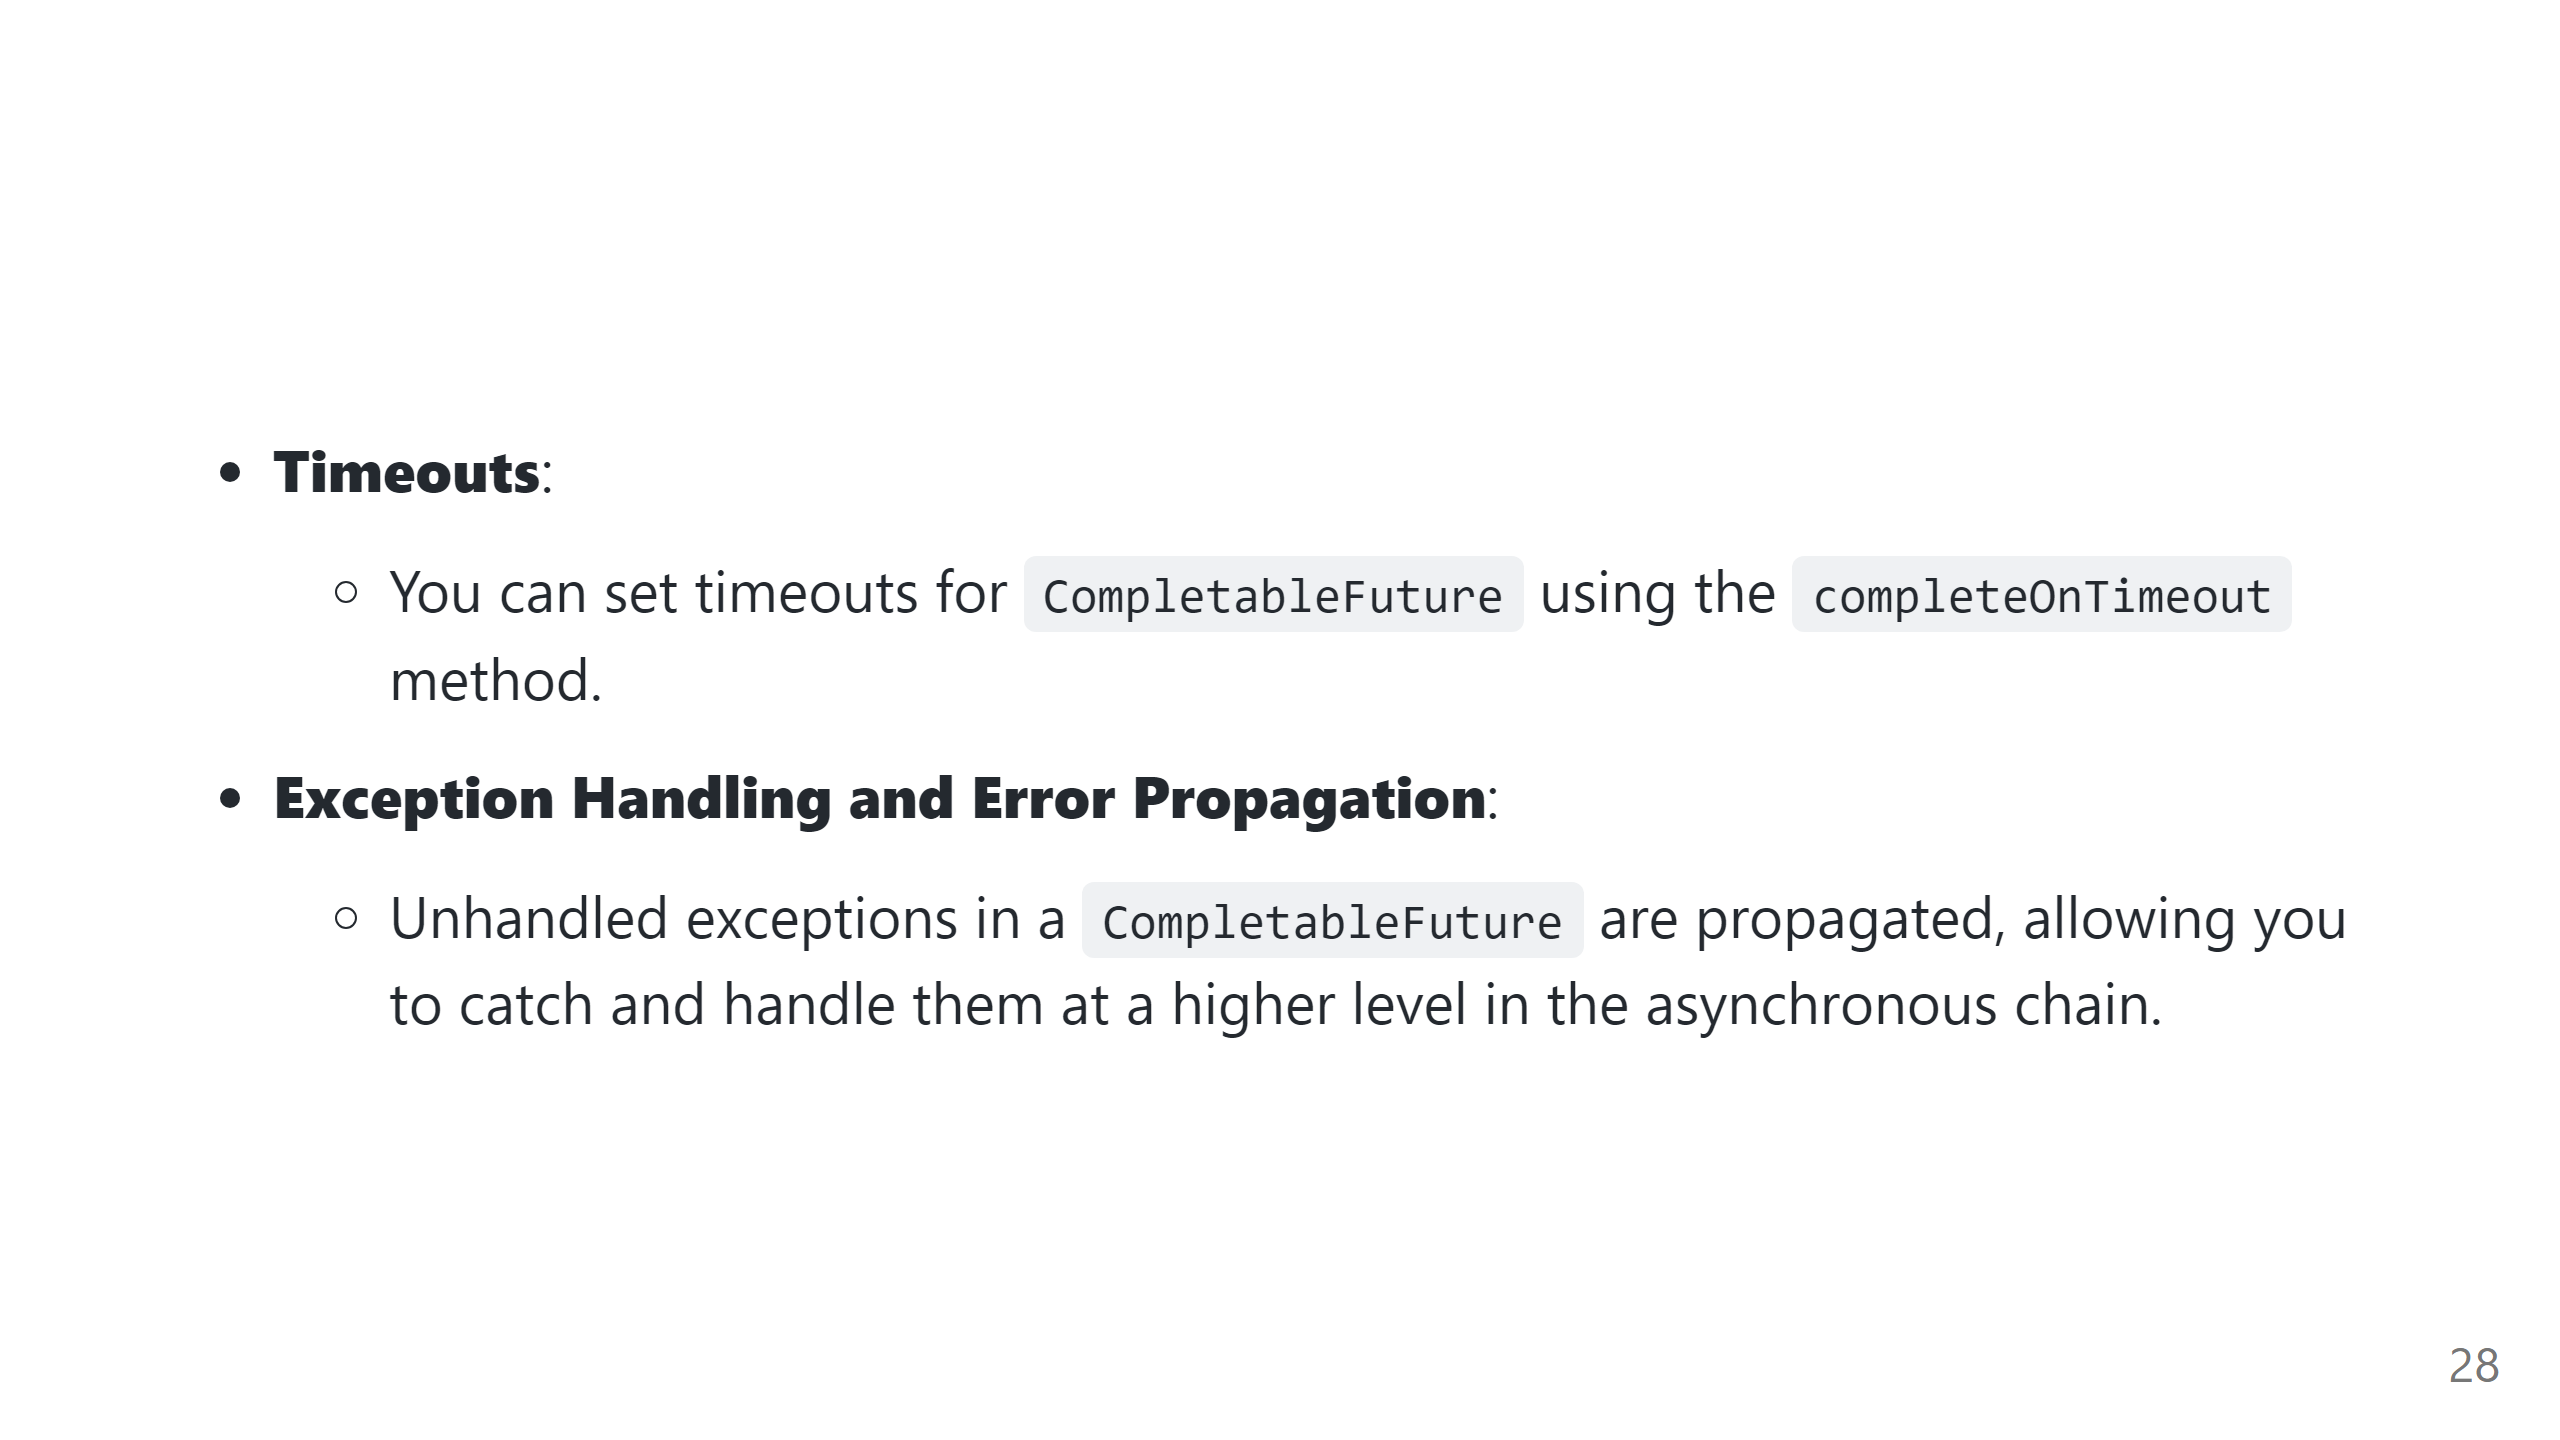 • Timeouts:
○ You can set timeouts for CompletableFuture using the completeOnTimeout
method.
• Exception Handling and Error Propagation:
○ Unhandled exceptions in a CompletableFuture are propagated, allowing you
to catch and handle them at a higher level in the asynchronous chain.
28